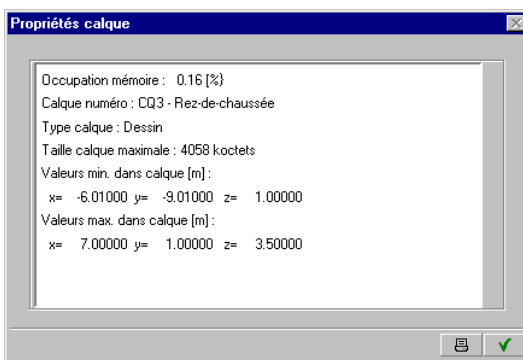 Propriétés calque
Occupation mémoire : 0.16 [%}
Calque numéro : CQ3 - Rez-de-chaussée
Type calque : Dessin
Taille calque maximale : 4058 koctets
Valeurs min. dans calque [m] :
x= -6.01000 y= -9.01000 z= 1.00000
Valeurs max. dans calque [m] :
x= 7.00000 y= 1.00000 z= 3.50000